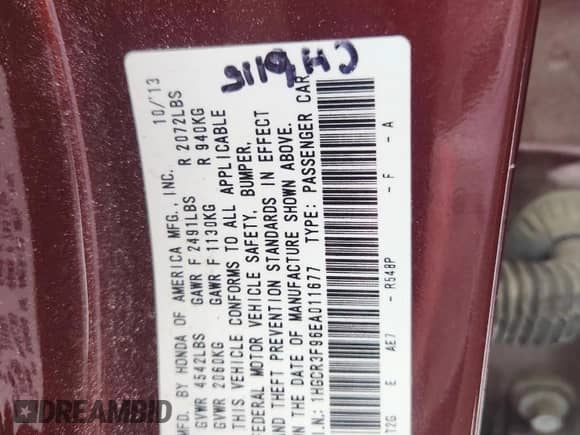 MFD. BY HONDA OF AMERICA MFG., INC. 10/'13
GVWR 4542LBS GAWR F 2491LBS R 2072LBS
GVWR 2060KG GAWR F 1130KG R 940KG
THIS VEHICLE CONFORMS TO ALL APPLICABLE
FEDERAL MOTOR VEHICLE SAFETY, BUMPER,
AND THEFT PREVENTION STANDARDS IN EFFECT
ON THE DATE OF MANUFACTURE SHOWN ABOVE.
V.I.N.: 1HGCR3F96EA011677 TYPE: PASSENGER CAR
T2G E AE7 - R548P - F - A
DREAMBID